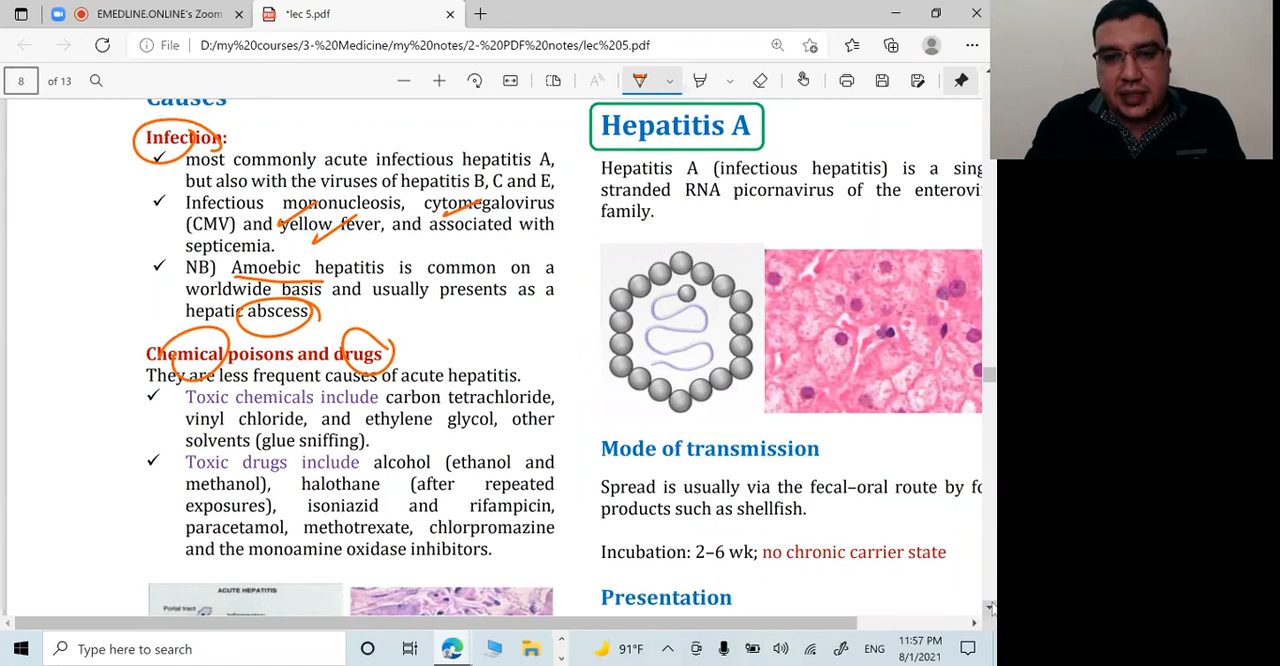 EMEDLINE.ONLINE's Zoom
*lec 5.pdf
File
D:/my%20courses/3-%20Medicine/my%20notes/2-%20PDF%20notes/lec%205.pdf
8
of 13
Causes
Infection:
most commonly acute infectious hepatitis A,
but also with the viruses of hepatitis B, C and E,
Infectious mononucleosis, cytomegalovirus
(CMV) and yellow fever, and associated with
septicemia.
NB) Amoebic hepatitis is common on a
worldwide basis and usually presents as a
hepatic abscess
Chemical poisons and drugs
They are less frequent causes of acute hepatitis.
Toxic chemicals include carbon tetrachloride,
vinyl chloride, and ethylene glycol, other
solvents (glue sniffing).
Toxic drugs include alcohol (ethanol and
methanol), halothane (after repeated
exposures), isoniazid and rifampicin,
paracetamol, methotrexate, chlorpromazine
and the monoamine oxidase inhibitors.
ACUTE HEPATITIS
Portal tract
Hepatitis A
Hepatitis A (infectious hepatitis) is a sing
stranded RNA picornavirus of the enterovi
family.
Mode of transmission
Spread is usually via the fecal–oral route by fo
products such as shellfish.
Incubation: 2–6 wk; no chronic carrier state
Presentation
Type here to search
91°F
ENG
11:57 PM
8/1/2021